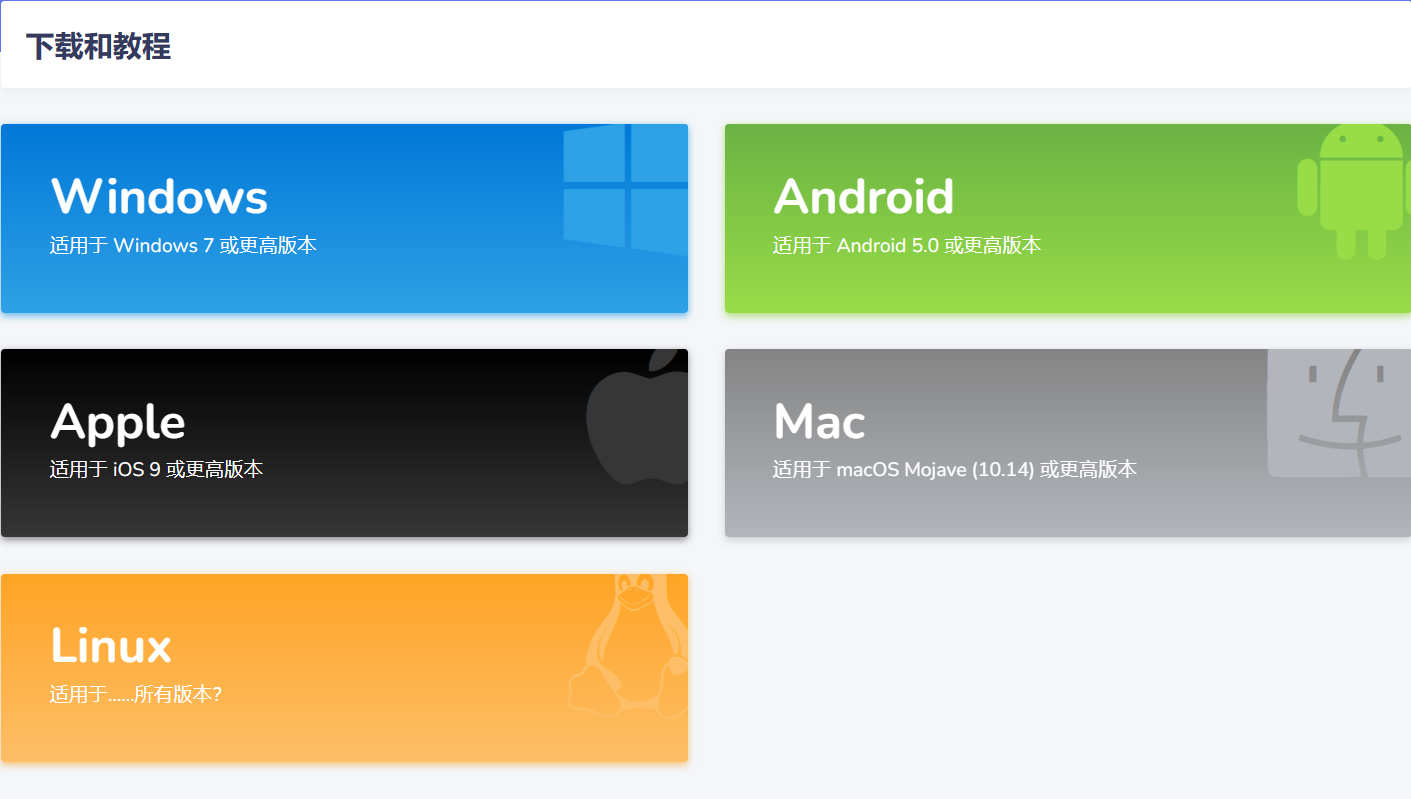 下载和教程
Windows
适用于 Windows 7 或更高版本
Android
适用于 Android 5.0 或更高版本
Apple
适用于 iOS 9 或更高版本
Mac
适用于 macOS Mojave (10.14) 或更高版本
Linux
适用于......所有版本?